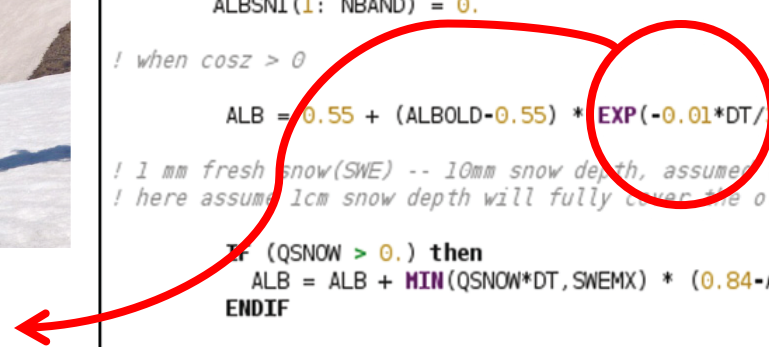 ALBSNI(1: NBAND) = 0.
! when cosz > 0
ALB = 0.55 + (ALBOLD-0.55) * EXP(-0.01*DT/
! 1 mm fresh snow(SWE) -- 10mm snow depth, assumed
! here assume 1cm snow depth will fully cover the o
IF (QSNOW > 0.) then
ALB = ALB + MIN(QSNOW*DT,SWEMX) * (0.84-
ENDIF